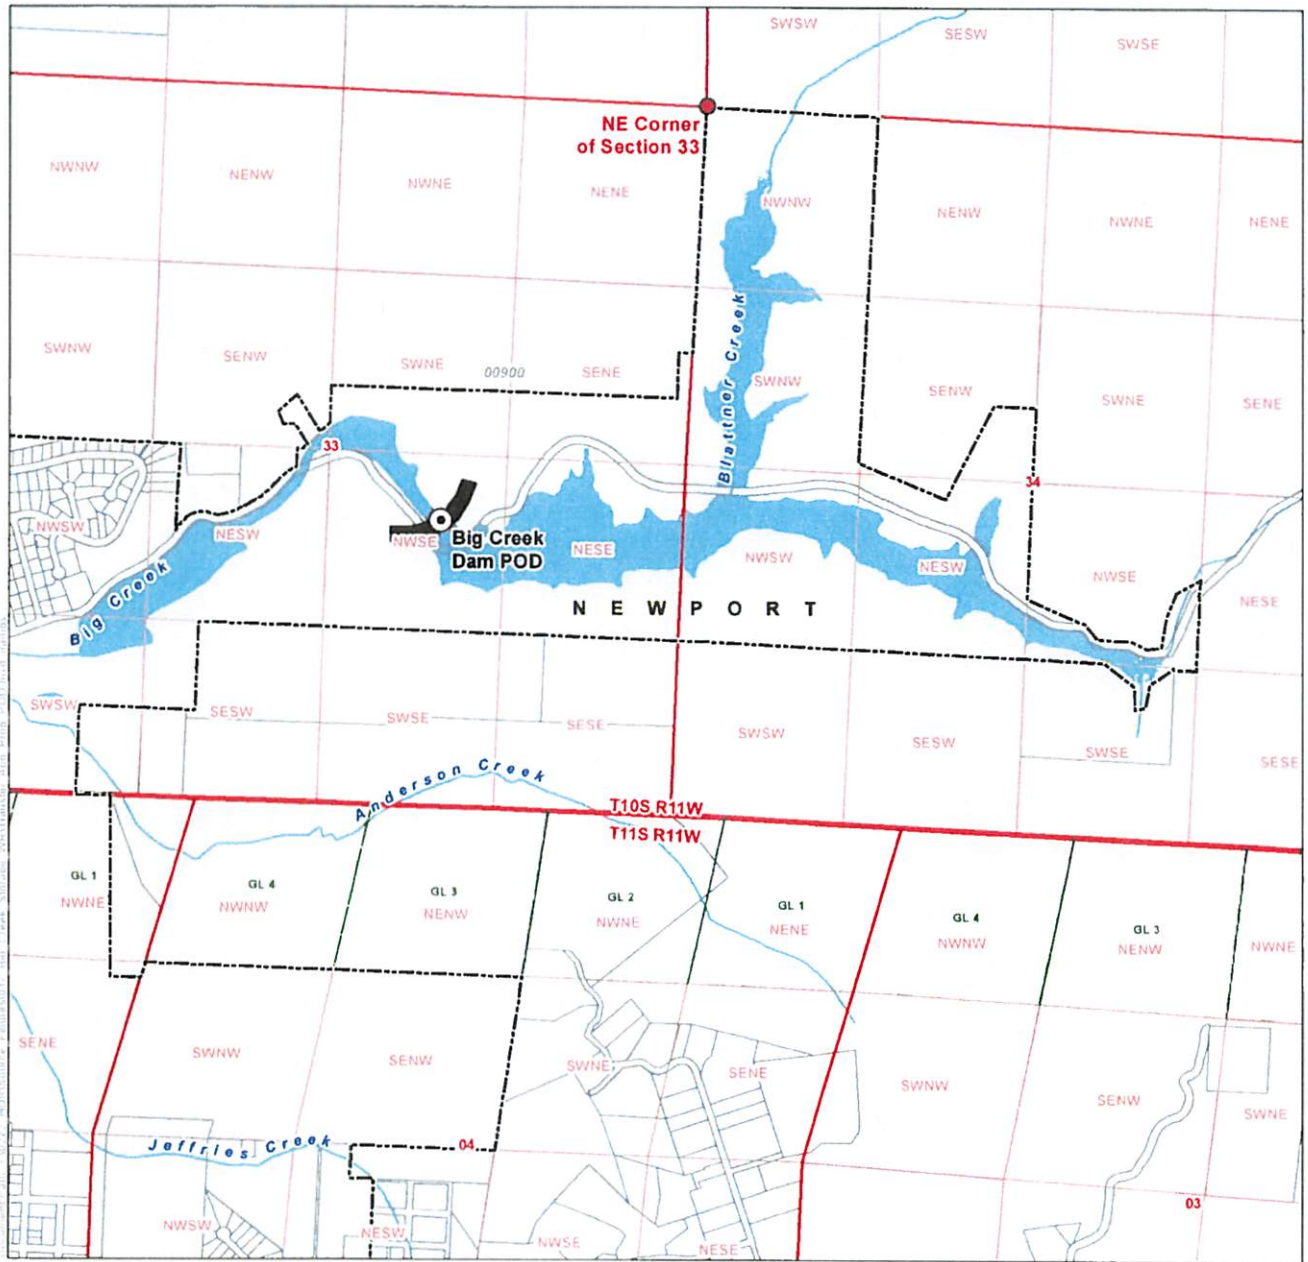 SWSW
SESW
SWSE
NE Corner
of Section 33
NWNW
NENW
NWNE
NENE
NWNW
NENW
NWNE
NENE
SWNW
SENW
SWNE
00900
SENE
SWNW
SENW
SWNE
SENE
Blattner Creek
33
34
NWSW
NESW
NWSE
Big Creek
Dam POD
NESE
NWSW
NESW
NWSE
NESE
Big Creek
NEWPORT
SWSW
SESW
SWSE
SESE
SWSW
SESW
SWSE
SESE
Anderson Creek
T10S R11W
T11S R11W
GL 1
NWNE
GL 4
NWNW
GL 3
NENW
GL 2
NWNE
GL 1
NENE
GL 4
NWNW
GL 3
NENW
NWNE
SENE
SWNW
SENW
SWNE
SENE
SWNW
SENW
SWNE
Jeffries Creek
04
03
NWSW
NESW
NWSE
NESE